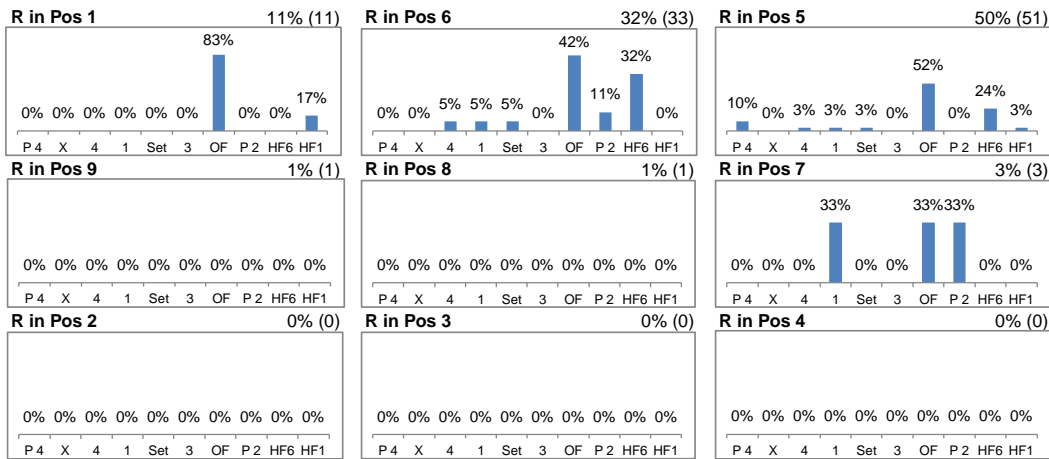 R in Pos 1 11% (11)
83%
17%
0% 0% 0% 0% 0% 0% 0% 0%
P 4 X 4 1 Set 3 OF P 2 HF6 HF1
R in Pos 6 32% (33)
42%
32%
11%
5% 5% 5%
0% 0% 0% 0%
P 4 X 4 1 Set 3 OF P 2 HF6 HF1
R in Pos 5 50% (51)
52%
24%
10%
0% 3% 3% 3% 0% 0% 3%
P 4 X 4 1 Set 3 OF P 2 HF6 HF1
R in Pos 9 1% (1)
0% 0% 0% 0% 0% 0% 0% 0% 0% 0%
P 4 X 4 1 Set 3 OF P 2 HF6 HF1
R in Pos 8 1% (1)
0% 0% 0% 0% 0% 0% 0% 0% 0% 0%
P 4 X 4 1 Set 3 OF P 2 HF6 HF1
R in Pos 7 3% (3)
33% 33% 33%
0% 0% 0% 0% 0% 0% 0%
P 4 X 4 1 Set 3 OF P 2 HF6 HF1
R in Pos 2 0% (0)
0% 0% 0% 0% 0% 0% 0% 0% 0% 0%
P 4 X 4 1 Set 3 OF P 2 HF6 HF1
R in Pos 3 0% (0)
0% 0% 0% 0% 0% 0% 0% 0% 0% 0%
P 4 X 4 1 Set 3 OF P 2 HF6 HF1
R in Pos 4 0% (0)
0% 0% 0% 0% 0% 0% 0% 0% 0% 0%
P 4 X 4 1 Set 3 OF P 2 HF6 HF1